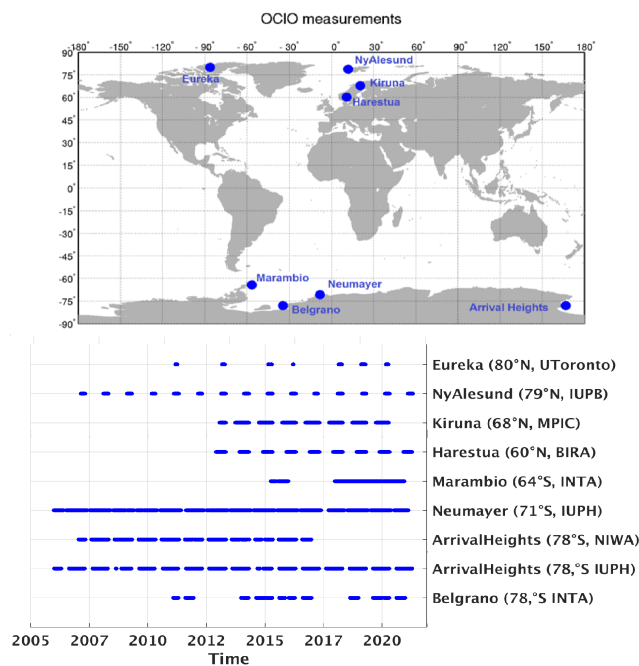 OClO measurements
-180° -150° -120° -90° -60° -30° 0° 30° 60° 90° 120° 150° 180°
90°
75°
60°
45°
30°
15°
0°
-15°
-30°
-45°
-60°
-75°
-90°
NyAlesund
Eureka
Kiruna
Harestua
Marambio
Neumayer
Belgrano
Arrival Heights
Eureka (80°N, UToronto)
NyAlesund (79°N, IUPB)
Kiruna (68°N, MPIC)
Harestua (60°N, BIRA)
Marambio (64°S, INTA)
Neumayer (71°S, IUPH)
ArrivalHeights (78°S, NIWA)
ArrivalHeights (78,°S IUPH)
Belgrano (78,°S INTA)
2005 2007 2010 2012 2015 2017 2020
Time